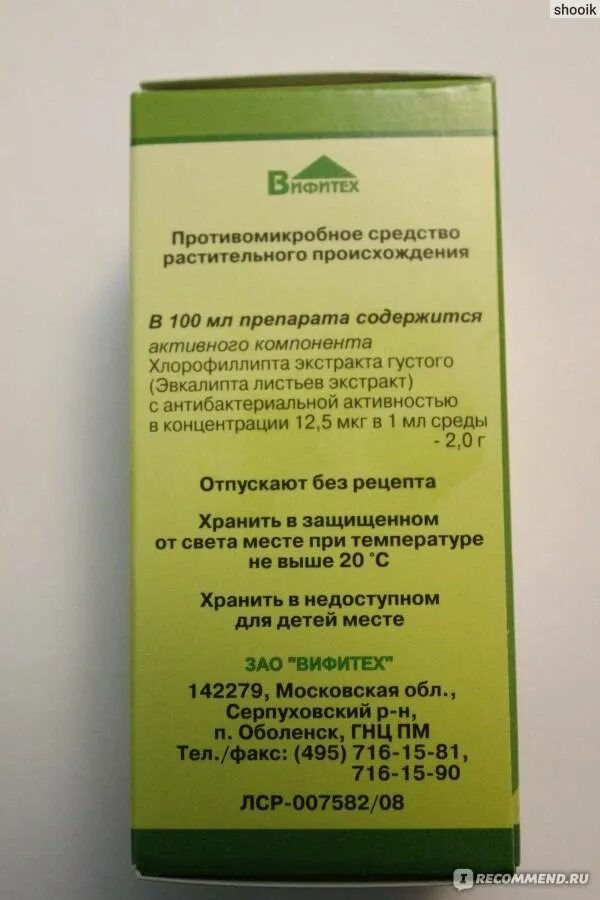 shooik
ВИФИТЕХ
Противомикробное средство
растительного происхождения
В 100 мл препарата содержится
активного компонента
Хлорофиллипта экстракта густого
(Эвкалипта листьев экстракт)
с антибактериальной активностью
в концентрации 12,5 мкг в 1 мл среды
- 2,0 г
Отпускают без рецепта
Хранить в защищенном
от света месте при температуре
не выше 20 °С
Хранить в недоступном
для детей месте
ЗАО "ВИФИТЕХ"
142279, Московская обл.,
Серпуховский р-н,
п. Оболенск, ГНЦ ПМ
Тел./факс: (495) 716-15-81,
716-15-90
ЛСР-007582/08
I RECOMMEND.RU